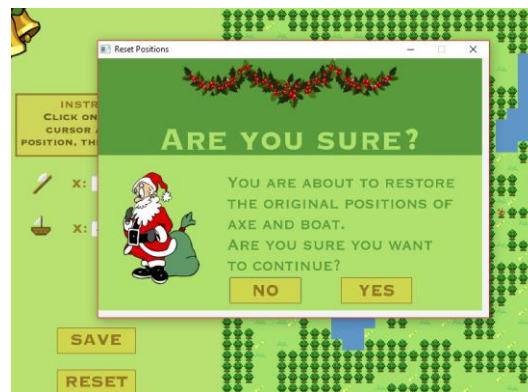 Reset Positions
ARE YOU SURE?
INSTR
CLICK ON
CURSOR
POSITION, TH
X:
X:
YOU ARE ABOUT TO RESTORE
THE ORIGINAL POSITIONS OF
AXE AND BOAT.
ARE YOU SURE YOU WANT
TO CONTINUE?
NO YES
SAVE
RESET